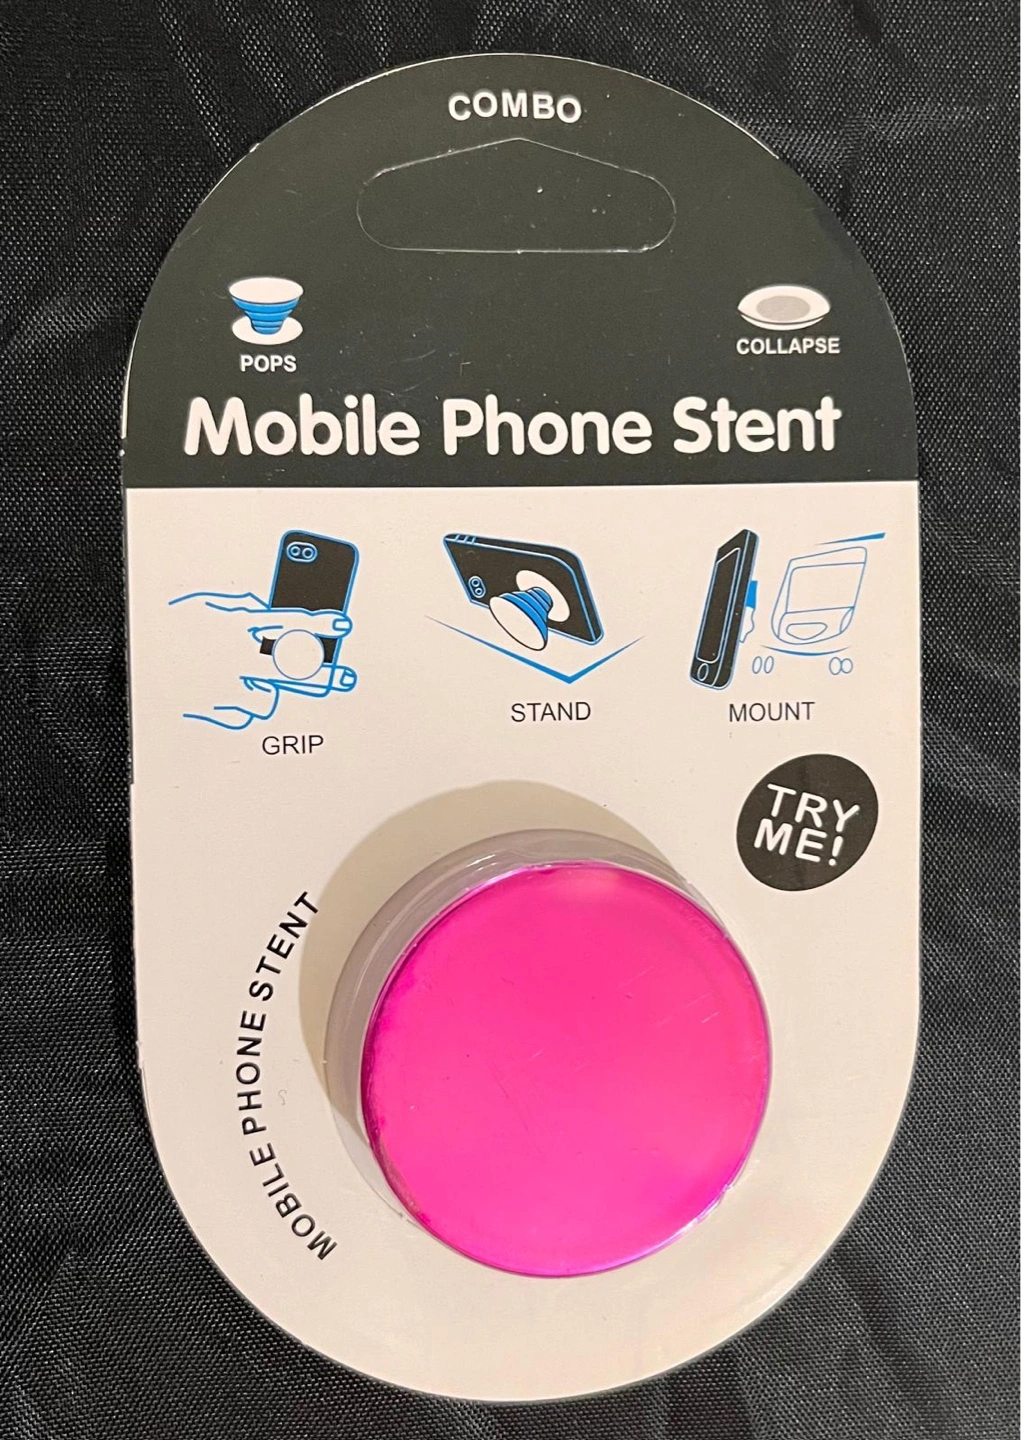 COMBO
POPS
COLLAPSE
Mobile Phone Stent
GRIP
STAND
MOUNT
TRY
ME!
MOBILE PHONE STENT